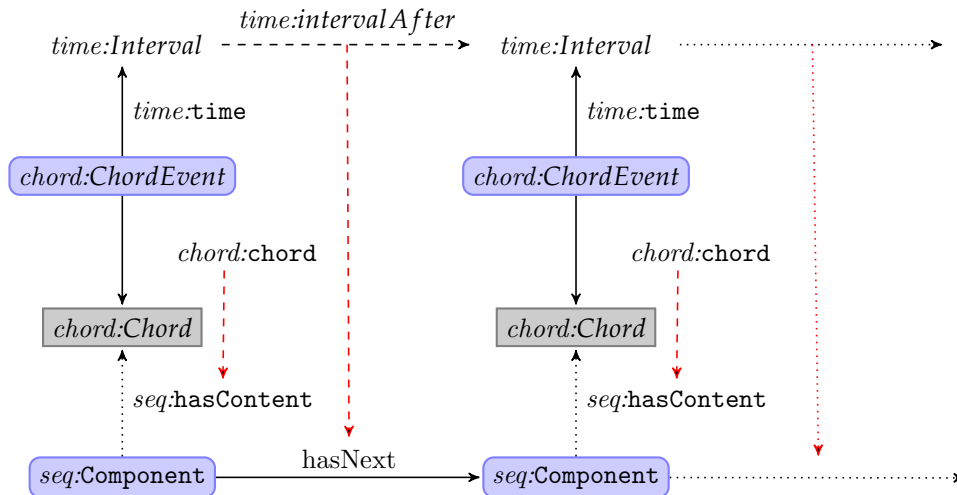 time:intervalAfter
time:Interval time:Interval
time:time time:time
chord:ChordEvent chord:ChordEvent
chord:chord chord:chord
chord:Chord chord:Chord
seq:hasContent seq:hasContent
hasNext
seq:Component seq:Component